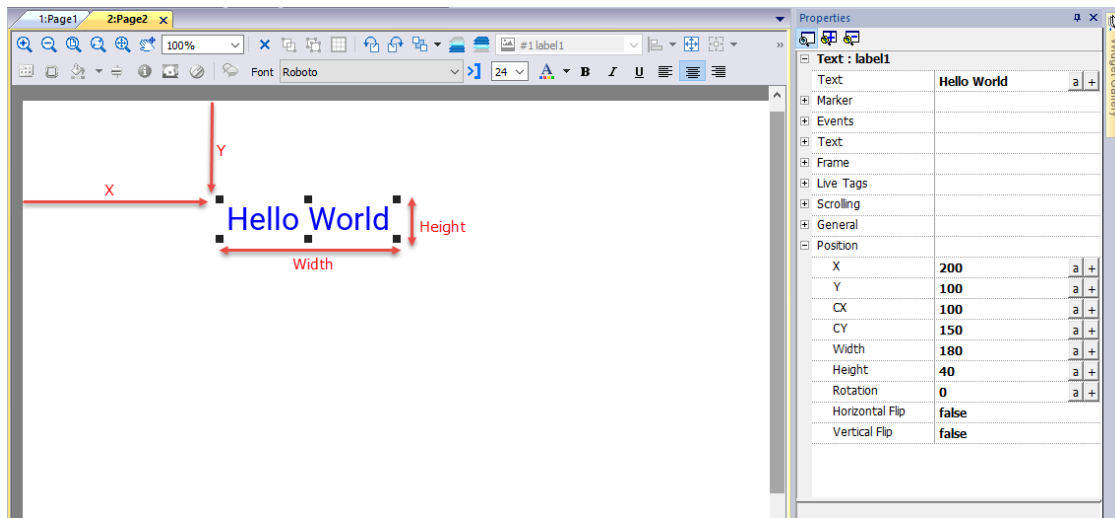 1:Page1 2:Page2 Properties
100% #1 label1
Font Roboto 24 A B I U
Widget Gallery
Text : label1
Text Hello World a +
Marker
Events
Text
Frame
Live Tags
Scrolling
General
Position
X 200 a +
Y 100 a +
CX 100 a +
CY 150 a +
Width 180 a +
Height 40 a +
Rotation 0 a +
Horizontal Flip false
Vertical Flip false
Y
X
Hello World
Height
Width